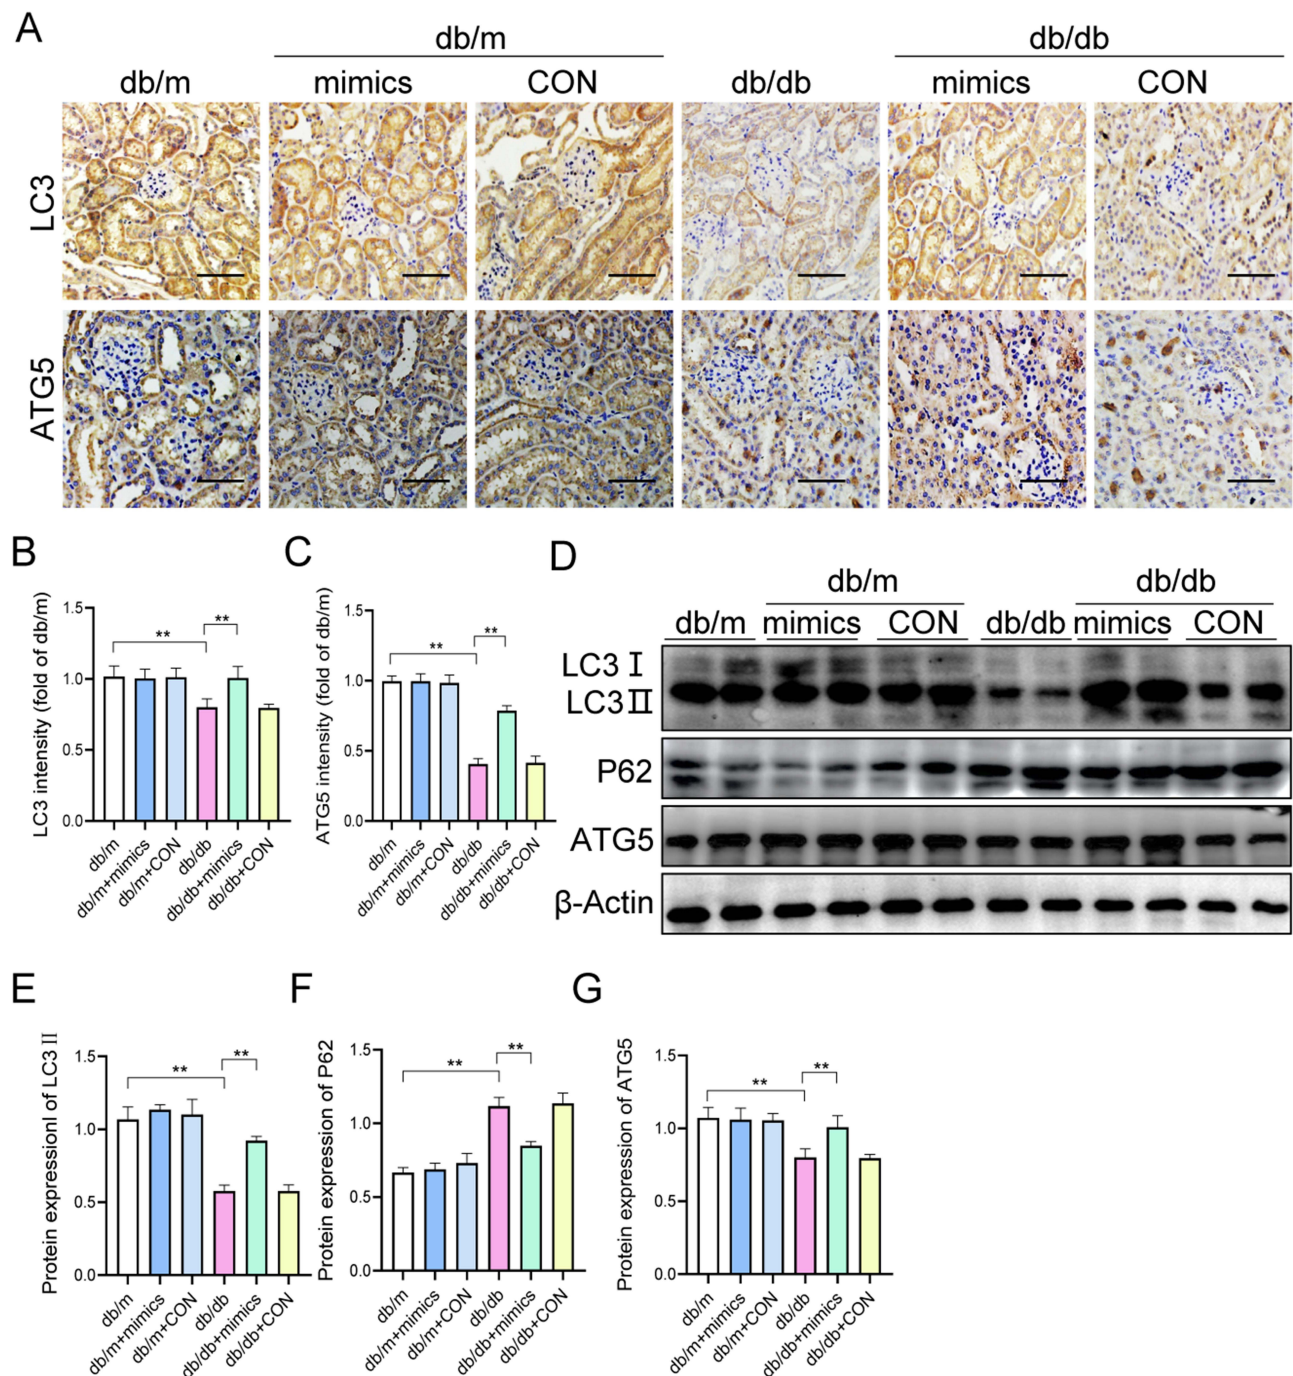 A
db/m
db/db
db/m
mimics
CON
db/db
mimics
CON
LC3
ATG5
B
LC3 intensity (fold of db/m)
1.5
1.0
0.5
0.0
**
**
db/m
db/m+mimics
db/m+CON
db/db
db/db+mimics
db/db+CON
C
ATG5 intensity (fold of db/m)
1.5
1.0
0.5
0.0
**
**
db/m
db/m+mimics
db/m+CON
db/db
db/db+mimics
db/db+CON
D
db/m
db/db
db/m
mimics
CON
db/db
mimics
CON
LC3 Ⅰ
LC3Ⅱ
P62
ATG5
β-Actin
E
Protein expressionl of LC3Ⅱ
1.5
1.0
0.5
0.0
**
**
db/m
db/m+mimics
db/m+CON
db/db
db/db+mimics
db/db+CON
F
Protein expression of P62
1.5
1.0
0.5
0.0
**
**
db/m
db/m+mimics
db/m+CON
db/db
db/db+mimics
db/db+CON
G
Protein expression of ATG5
1.5
1.0
0.5
0.0
**
**
db/m
db/m+mimics
db/m+CON
db/db
db/db+mimics
db/db+CON